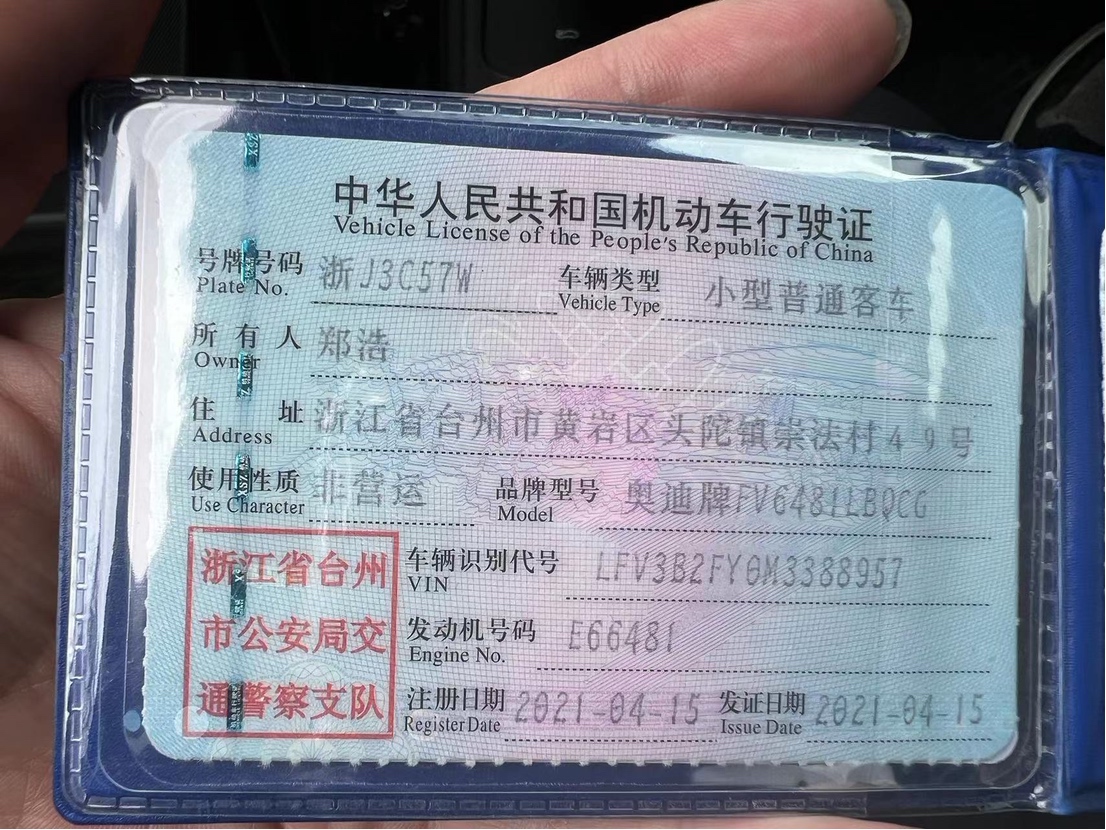 中华人民共和国机动车行驶证
Vehicle License of the People's Republic of China
号牌号码 浙J3C57W 车辆类型 小型普通客车
Plate No. Vehicle Type
所有人 郑浩
Owner
住址 浙江省台州市黄岩区头陀镇崇法村49号
Address
使用性质 非营运 品牌型号 奥迪牌FV6481LBQCG
Use Character Model
浙江省台州
市公安局交
通警察支队
车辆识别代号 LFV3B2FY0M3388957
VIN
发动机号码 E66481
Engine No.
注册日期 2021-04-15 发证日期 2021-04-15
Register Date Issue Date